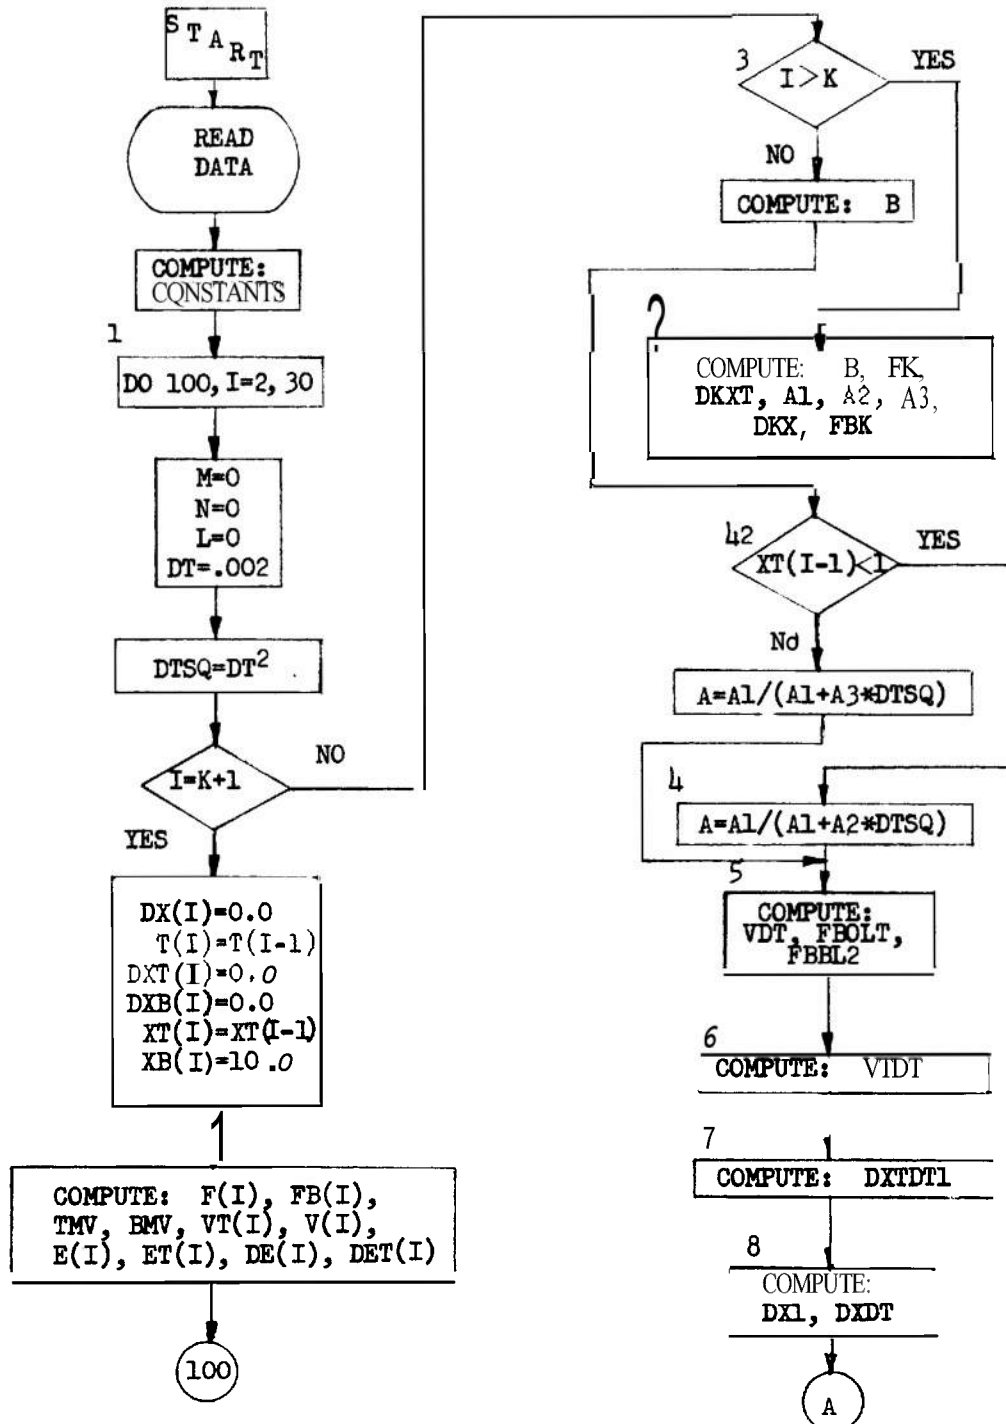 START
READ
DATA
COMPUTE:
CQNSTANTS
1
DO 100, I=2, 30
M=0
N=0
L=0
DT=.002
DTSQ=DT²
I=K+1
NO
YES
DX(I)=0.0
T(I)=T(I-1)
DXT(I)=0.0
DXB(I)=0.0
XT(I)=XT(I-1)
XB(I)=10.0
COMPUTE: F(I), FB(I),
TMV, BMV, VT(I), V(I),
E(I), ET(I), DE(I), DET(I)
100
3
I>K
YES
NO
COMPUTE: B
?
COMPUTE: B, FK,
DKXT, A1, A2, A3,
DKX, FBK
42
XT(I-1)<1
YES
NO
A=A1/(A1+A3*DTSQ)
4
A=A1/(A1+A2*DTSQ)
5
COMPUTE:
VDT, FBOLT,
FBBL2
6
COMPUTE: VTDT
7
COMPUTE: DXTDT1
8
COMPUTE:
DX1, DXDT
A